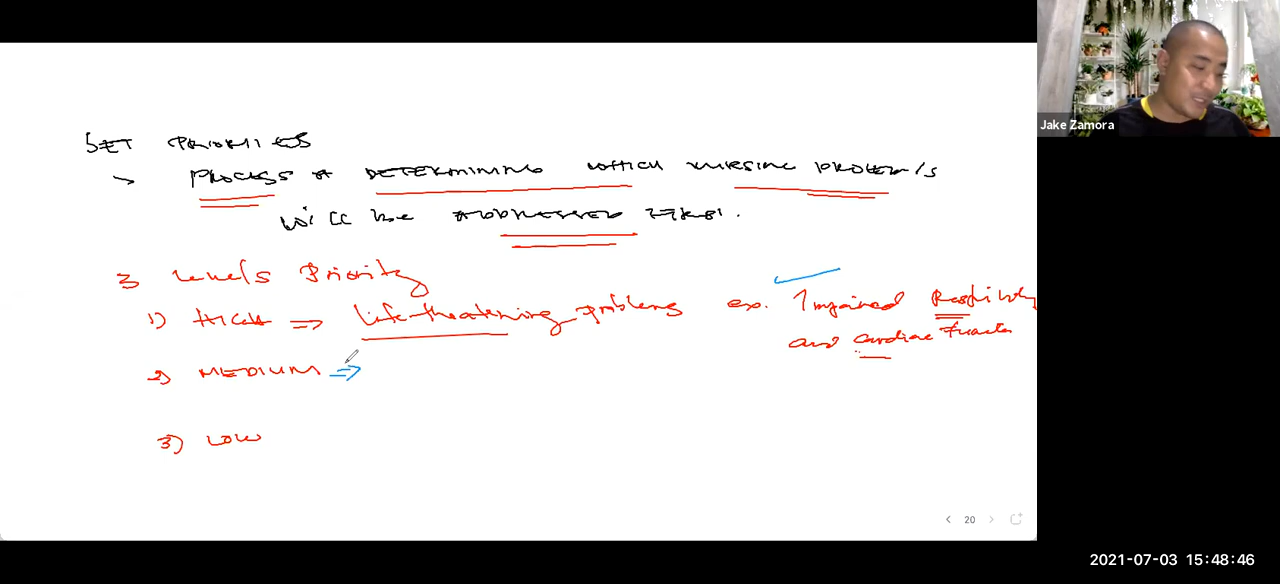 SET PRIORITIES
PROCESS of DETERMINING which nursing problem/s
will be ADDRESSED FIRST.
3 levels Priority
1) HIGH => life-threatening problems ex. Impaired Respiratory
and cardiac Function
2) MEDIUM =>
3) LOW
Jake Zamora
20
2021-07-03 15:48:46